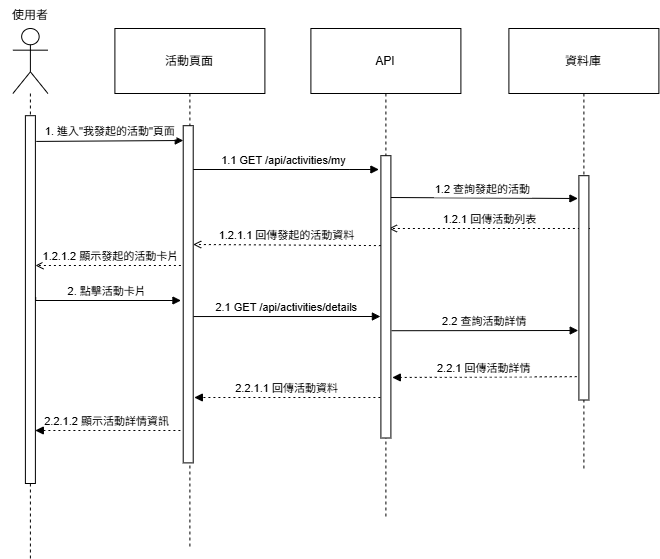 使用者
活動頁面
API
資料庫
1. 進入"我發起的活動"頁面
1.1 GET /api/activities/my
1.2 查詢發起的活動
1.2.1 回傳活動列表
1.2.1.1 回傳發起的活動資料
1.2.1.2 顯示發起的活動卡片
2. 點擊活動卡片
2.1 GET /api/activities/details
2.2 查詢活動詳情
2.2.1 回傳活動詳情
2.2.1.1 回傳活動資料
2.2.1.2 顯示活動詳情資訊